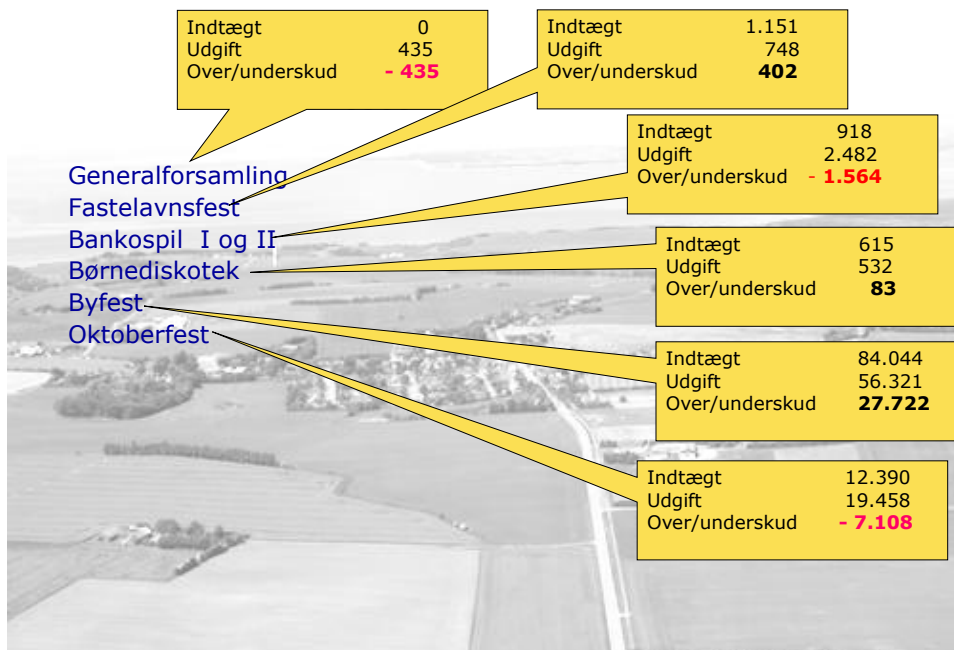 Indtægt 0
Udgift 435
Over/underskud - 435
Indtægt 1.151
Udgift 748
Over/underskud 402
Indtægt 918
Udgift 2.482
Over/underskud - 1.564
Generalforsamling
Fastelavnsfest
Bankospil I og II
Børnediskotek
Byfest
Oktoberfest
Indtægt 615
Udgift 532
Over/underskud 83
Indtægt 84.044
Udgift 56.321
Over/underskud 27.722
Indtægt 12.390
Udgift 19.458
Over/underskud - 7.108